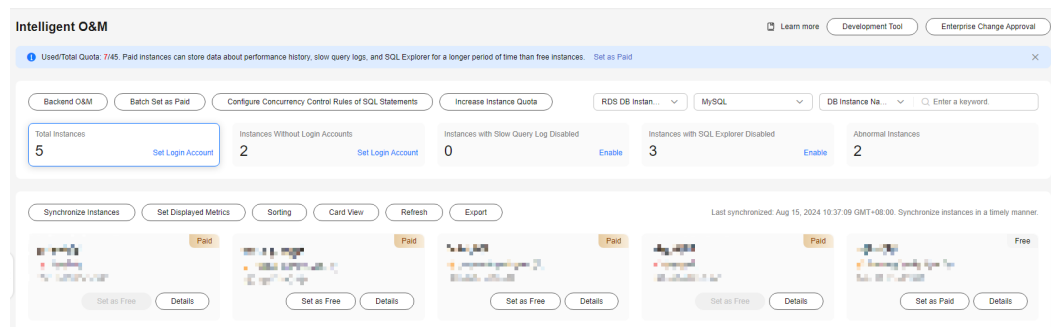 Intelligent O&M
Learn more
Development Tool
Enterprise Change Approval
Used/Total Quota: 7/45. Paid instances can store data about performance history, slow query logs, and SQL Explorer for a longer period of time than free instances. Set as Paid
Backend O&M
Batch Set as Paid
Configure Concurrency Control Rules of SQL Statements
Increase Instance Quota
RDS DB Instan...
MySQL
DB Instance Na...
Enter a keyword.
Total Instances
5
Set Login Account
Instances Without Login Accounts
2
Set Login Account
Instances with Slow Query Log Disabled
0
Enable
Instances with SQL Explorer Disabled
3
Enable
Abnormal Instances
2
Synchronize Instances
Set Displayed Metrics
Sorting
Card View
Refresh
Export
Last synchronized: Aug 15, 2024 10:37:09 GMT+08:00. Synchronize instances in a timely manner.
Paid
Set as Free
Details
Paid
Set as Free
Details
Paid
Set as Free
Details
Paid
Set as Free
Details
Free
Set as Paid
Details